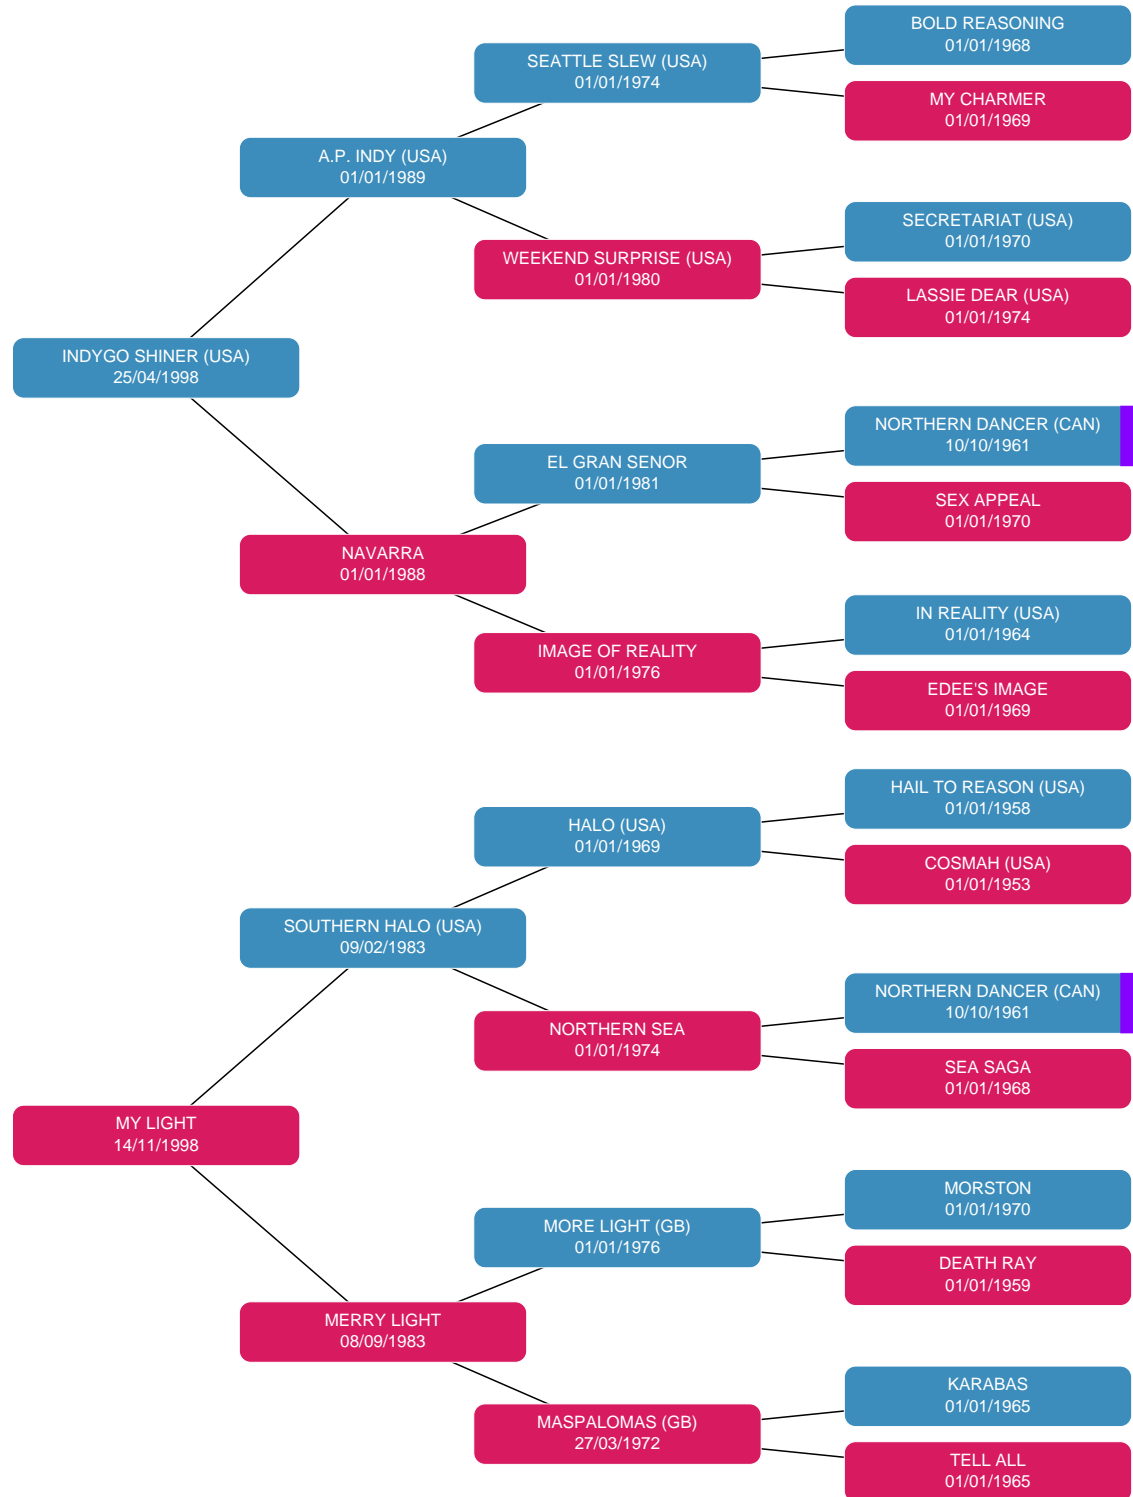 BOLD REASONING
01/01/1968
SEATTLE SLEW (USA)
01/01/1974
MY CHARMER
01/01/1969
A.P. INDY (USA)
01/01/1989
SECRETARIAT (USA)
01/01/1970
WEEKEND SURPRISE (USA)
01/01/1980
LASSIE DEAR (USA)
01/01/1974
INDYGO SHINER (USA)
25/04/1998
NORTHERN DANCER (CAN)
10/10/1961
EL GRAN SENOR
01/01/1981
SEX APPEAL
01/01/1970
NAVARRA
01/01/1988
IN REALITY (USA)
01/01/1964
IMAGE OF REALITY
01/01/1976
EDEE'S IMAGE
01/01/1969
HAIL TO REASON (USA)
01/01/1958
HALO (USA)
01/01/1969
COSMAH (USA)
01/01/1953
SOUTHERN HALO (USA)
09/02/1983
NORTHERN DANCER (CAN)
10/10/1961
NORTHERN SEA
01/01/1974
SEA SAGA
01/01/1968
MY LIGHT
14/11/1998
MORSTON
01/01/1970
MORE LIGHT (GB)
01/01/1976
DEATH RAY
01/01/1959
MERRY LIGHT
08/09/1983
KARABAS
01/01/1965
MASPALOMAS (GB)
27/03/1972
TELL ALL
01/01/1965